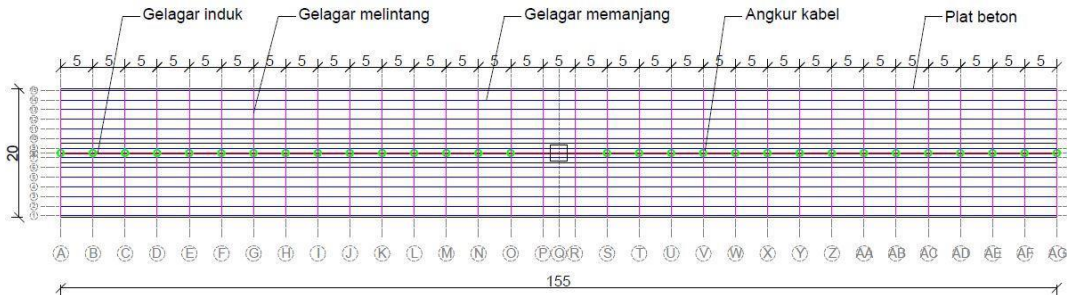 Gelagar induk Gelagar melintang Gelagar memanjang Angkur kabel Plat beton
5 5 5 5 5 5 5 5 5 5 5 5 5 5 5 5 5 5 5 5 5 5 5 5 5 5 5 5 5 5 5
20
A B C D E F G H I J K L M N O P Q R S T U V W X Y Z AA AB AC AD AE AF AG
155